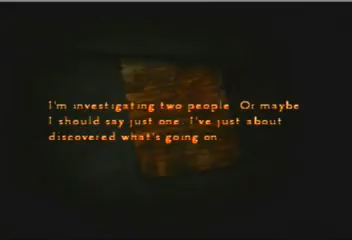 I'm investigating two people. Or maybe
I should say just one. I've just about
discovered what's going on.